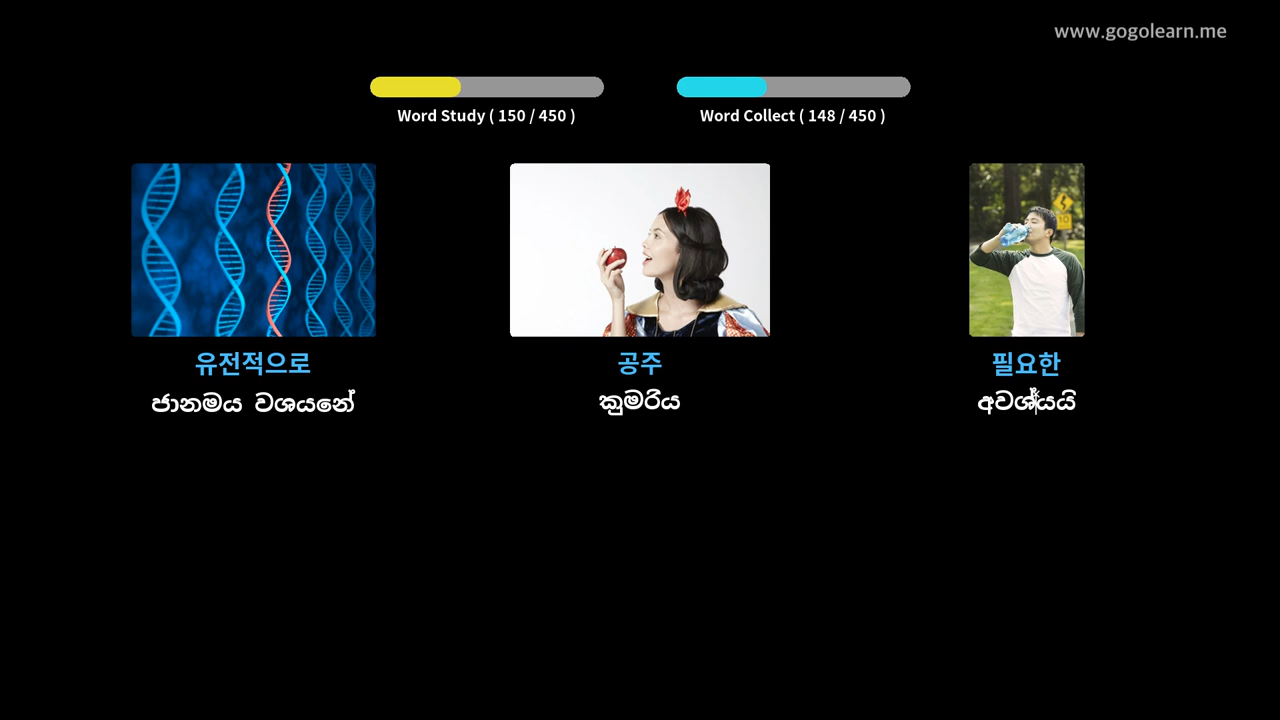 www.gogolearn.me
Word Study ( 150 / 450 )
Word Collect ( 148 / 450 )
유전적으로
공주
필요한
ජානමය වශයනේ
කුමරිය
අවශ්යයි